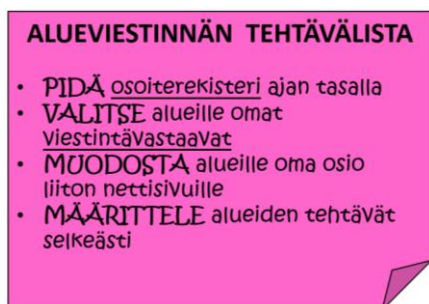 ALUEVIESTINNÄN TEHTÄVÄLISTA
• PIDÄ osoiterekisteri ajan tasalla
• VALITSE alueille omat
viestintävastaavat
• MUODOSTA alueille oma osio
liiton nettisivuille
• MÄÄRITTELE alueiden tehtävät
selkeästi